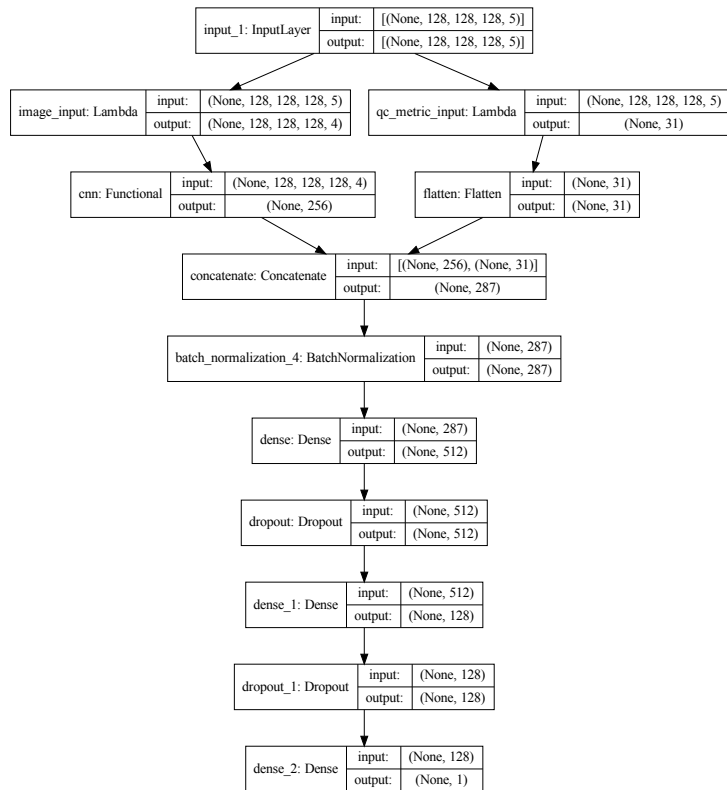 input_1: InputLayer
input: [(None, 128, 128, 128, 5)]
output: [(None, 128, 128, 128, 5)]
image_input: Lambda
input: (None, 128, 128, 128, 5)
output: (None, 128, 128, 128, 4)
qc_metric_input: Lambda
input: (None, 128, 128, 128, 5)
output: (None, 31)
cnn: Functional
input: (None, 128, 128, 128, 4)
output: (None, 256)
flatten: Flatten
input: (None, 31)
output: (None, 31)
concatenate: Concatenate
input: [(None, 256), (None, 31)]
output: (None, 287)
batch_normalization_4: BatchNormalization
input: (None, 287)
output: (None, 287)
dense: Dense
input: (None, 287)
output: (None, 512)
dropout: Dropout
input: (None, 512)
output: (None, 512)
dense_1: Dense
input: (None, 512)
output: (None, 128)
dropout_1: Dropout
input: (None, 128)
output: (None, 128)
dense_2: Dense
input: (None, 128)
output: (None, 1)